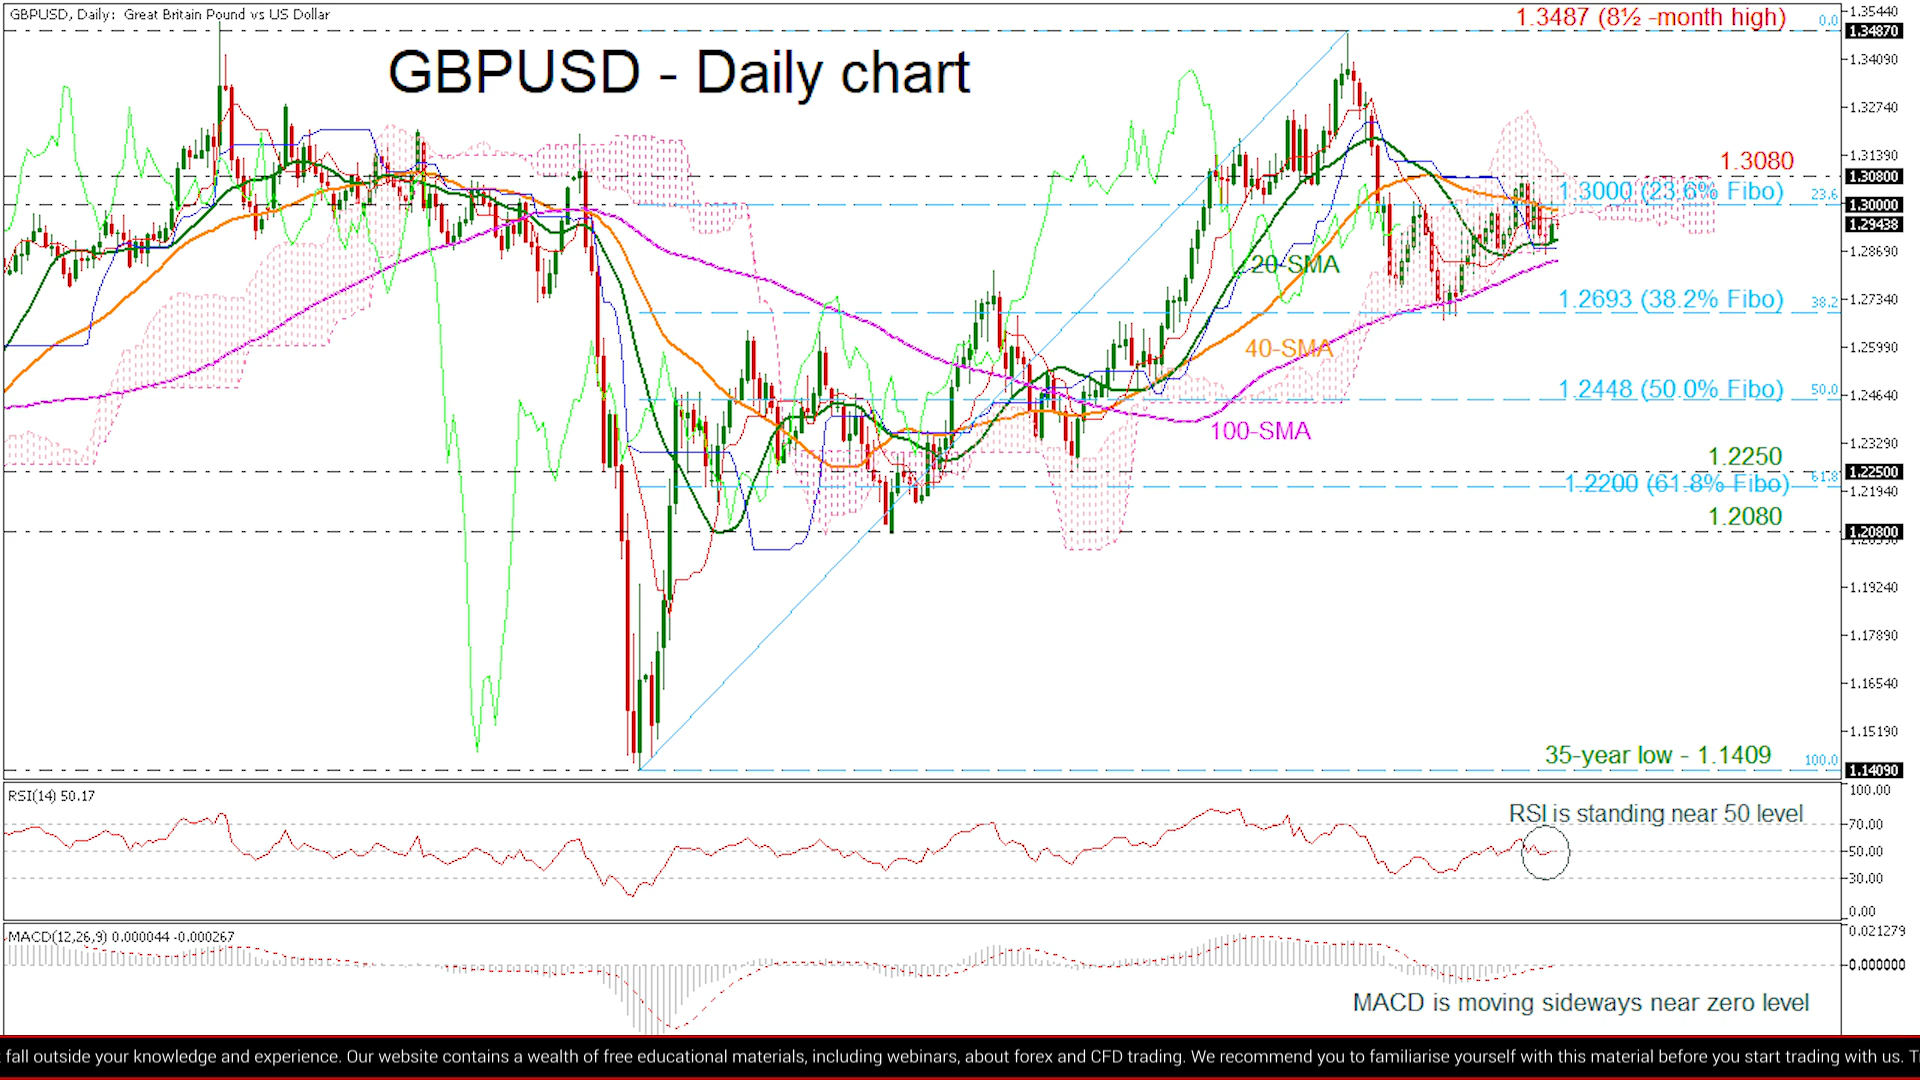 GBPUSD, Daily: Great Britain Pound vs US Dollar
GBPUSD - Daily chart
1.3487 (8½ -month high)
0.0
1.35440
1.34870
1.34090
1.32740
1.31390
1.3080
1.30800
1.3000 (23.6% Fibo)
23.6
1.30000
1.29438
1.28690
20-SMA
1.2693 (38.2% Fibo)
38.2
1.27340
40-SMA
1.25990
1.2448 (50.0% Fibo)
50.0
1.24640
100-SMA
1.23290
1.2250
1.22500
1.2200 (61.8% Fibo)
61.8
1.21940
1.2080
1.20800
1.19240
1.17890
1.16540
1.15190
35-year low - 1.1409
100.0
1.14090
RSI(14) 50.17
RSI is standing near 50 level
100.00
70.00
50.00
30.00
0.00
MACD(12,26,9) 0.000044 -0.000267
0.021279
0.000000
MACD is moving sideways near zero level
fall outside your knowledge and experience. Our website contains a wealth of free educational materials, including webinars, about forex and CFD trading. We recommend you to familiarise yourself with this material before you start trading with us.